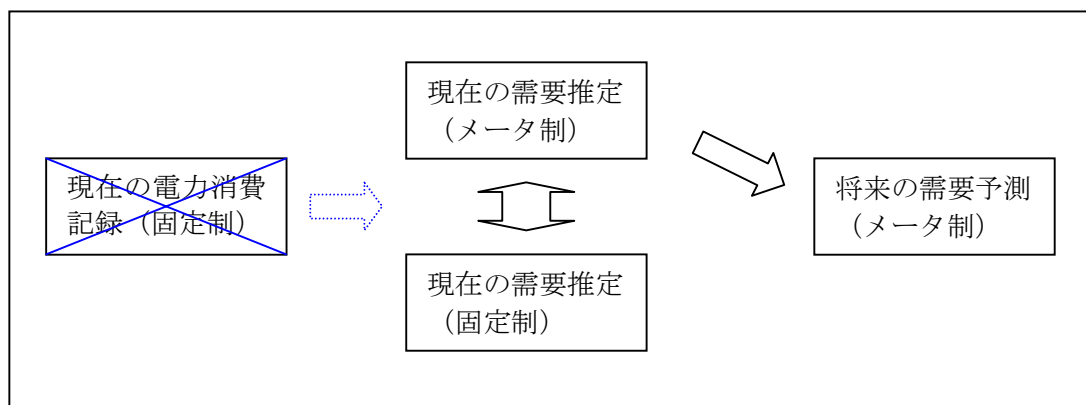 現在の需要推定
（メータ制）
現在の電力消費
記録（固定制）
将来の需要予測
（メータ制）
現在の需要推定
（固定制）